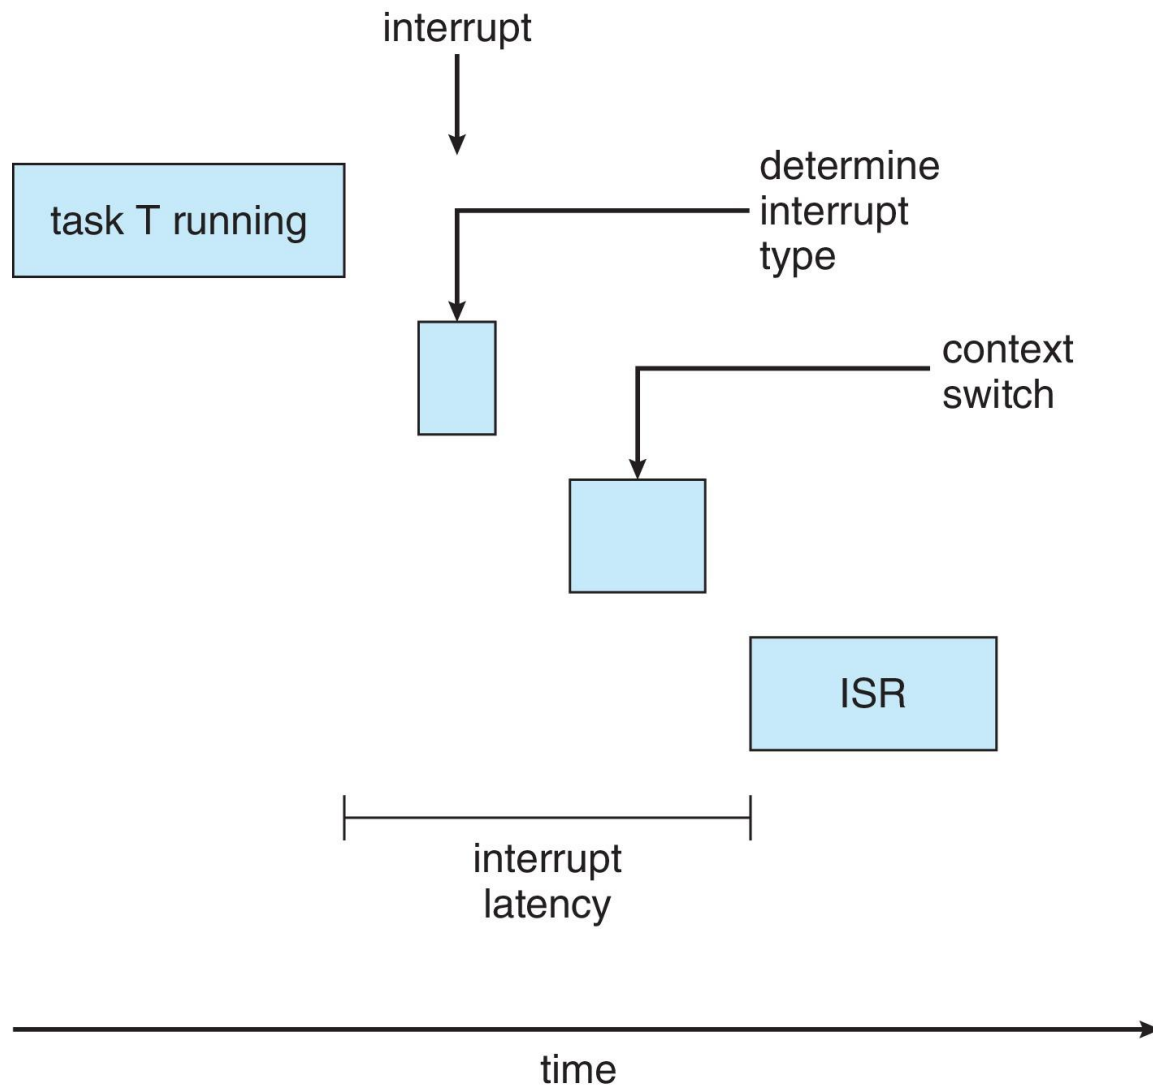 interrupt
task T running
determine
interrupt
type
context
switch
ISR
interrupt
latency
time